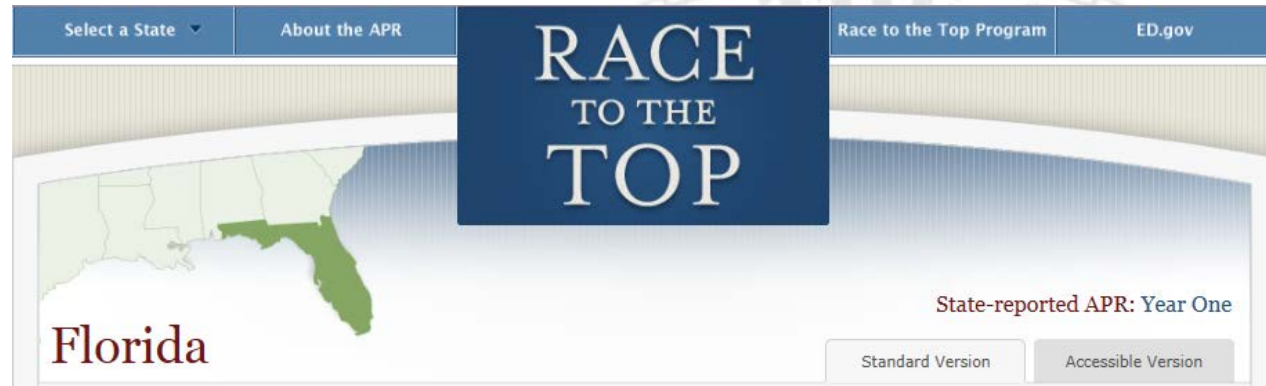 Select a State
About the APR
RACE
TO THE
TOP
Race to the Top Program
ED.gov
State-reported APR: Year One
Florida
Standard Version
Accessible Version